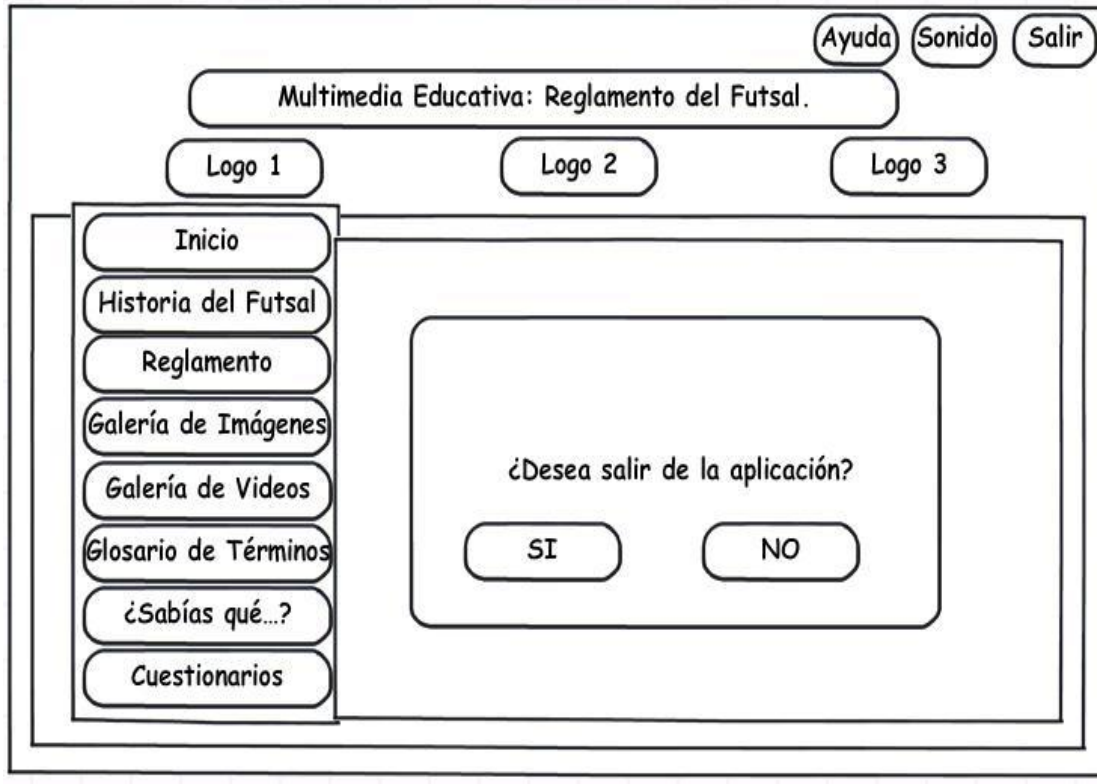 Ayuda
Sonido
Salir
Multimedia Educativa: Reglamento del Futsal.
Logo 1
Logo 2
Logo 3
Inicio
Historia del Futsal
Reglamento
Galería de Imágenes
Galería de Videos
Glosario de Términos
¿Sabías qué...?
Cuestionarios
¿Desea salir de la aplicación?
SI
NO